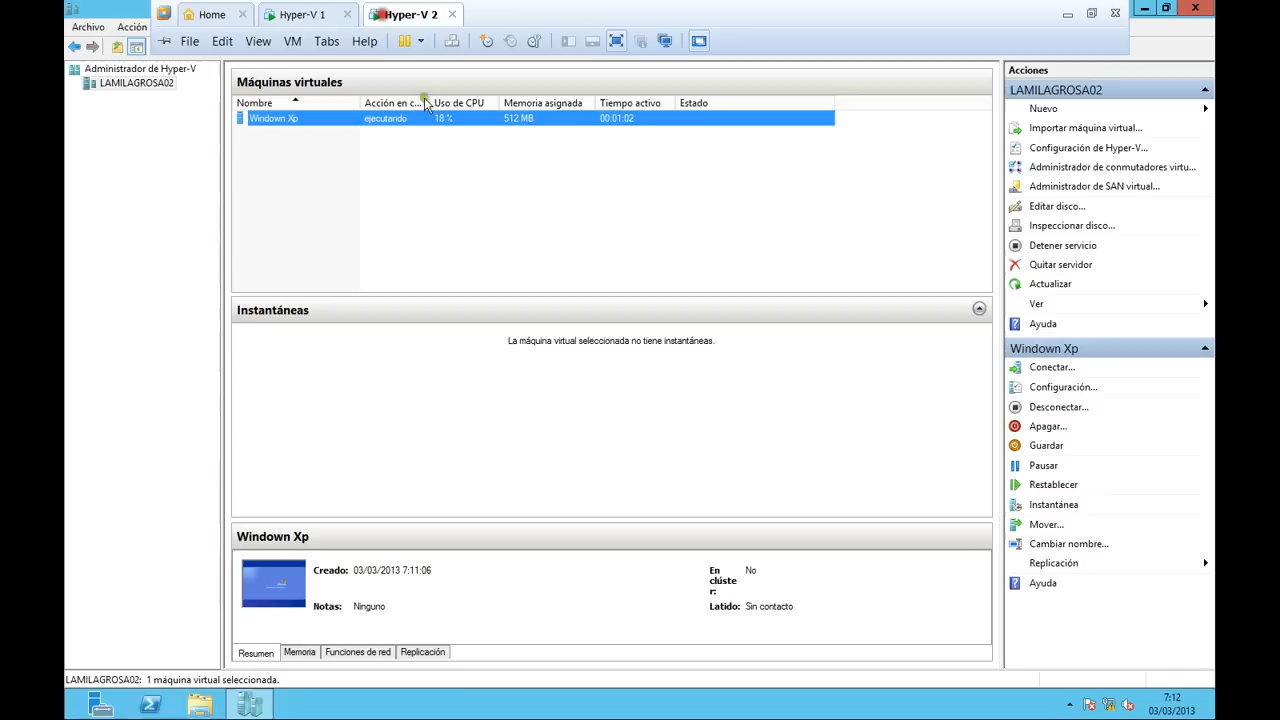 Home
Hyper-V 1
Hyper-V 2
Archivo Acción
File Edit View VM Tabs Help
Administrador de Hyper-V
LAMILAGROSA02
Máquinas virtuales
Nombre Acción en c... Uso de CPU Memoria asignada Tiempo activo Estado
Window Xp ejecutando 18 % 512 MB 00:01:02
Instantáneas
La máquina virtual seleccionada no tiene instantáneas.
Window Xp
Creado: 03/03/2013 7:11:06
Notas: Ninguno
En clúste r: No
Latido: Sin contacto
Resumen Memoria Funciones de red Replicación
Acciones
LAMILAGROSA02
Nuevo
Importar máquina virtual...
Configuración de Hyper-V...
Administrador de conmutadores virtu...
Administrador de SAN virtual...
Editar disco...
Inspeccionar disco...
Detener servicio
Quitar servidor
Actualizar
Ver
Ayuda
Window Xp
Conectar...
Configuración...
Desconectar...
Apagar...
Guardar
Pausar
Restablecer
Instantánea
Mover...
Cambiar nombre...
Replicación
Ayuda
LAMILAGROSA02: 1 máquina virtual seleccionada.
7:12
03/03/2013